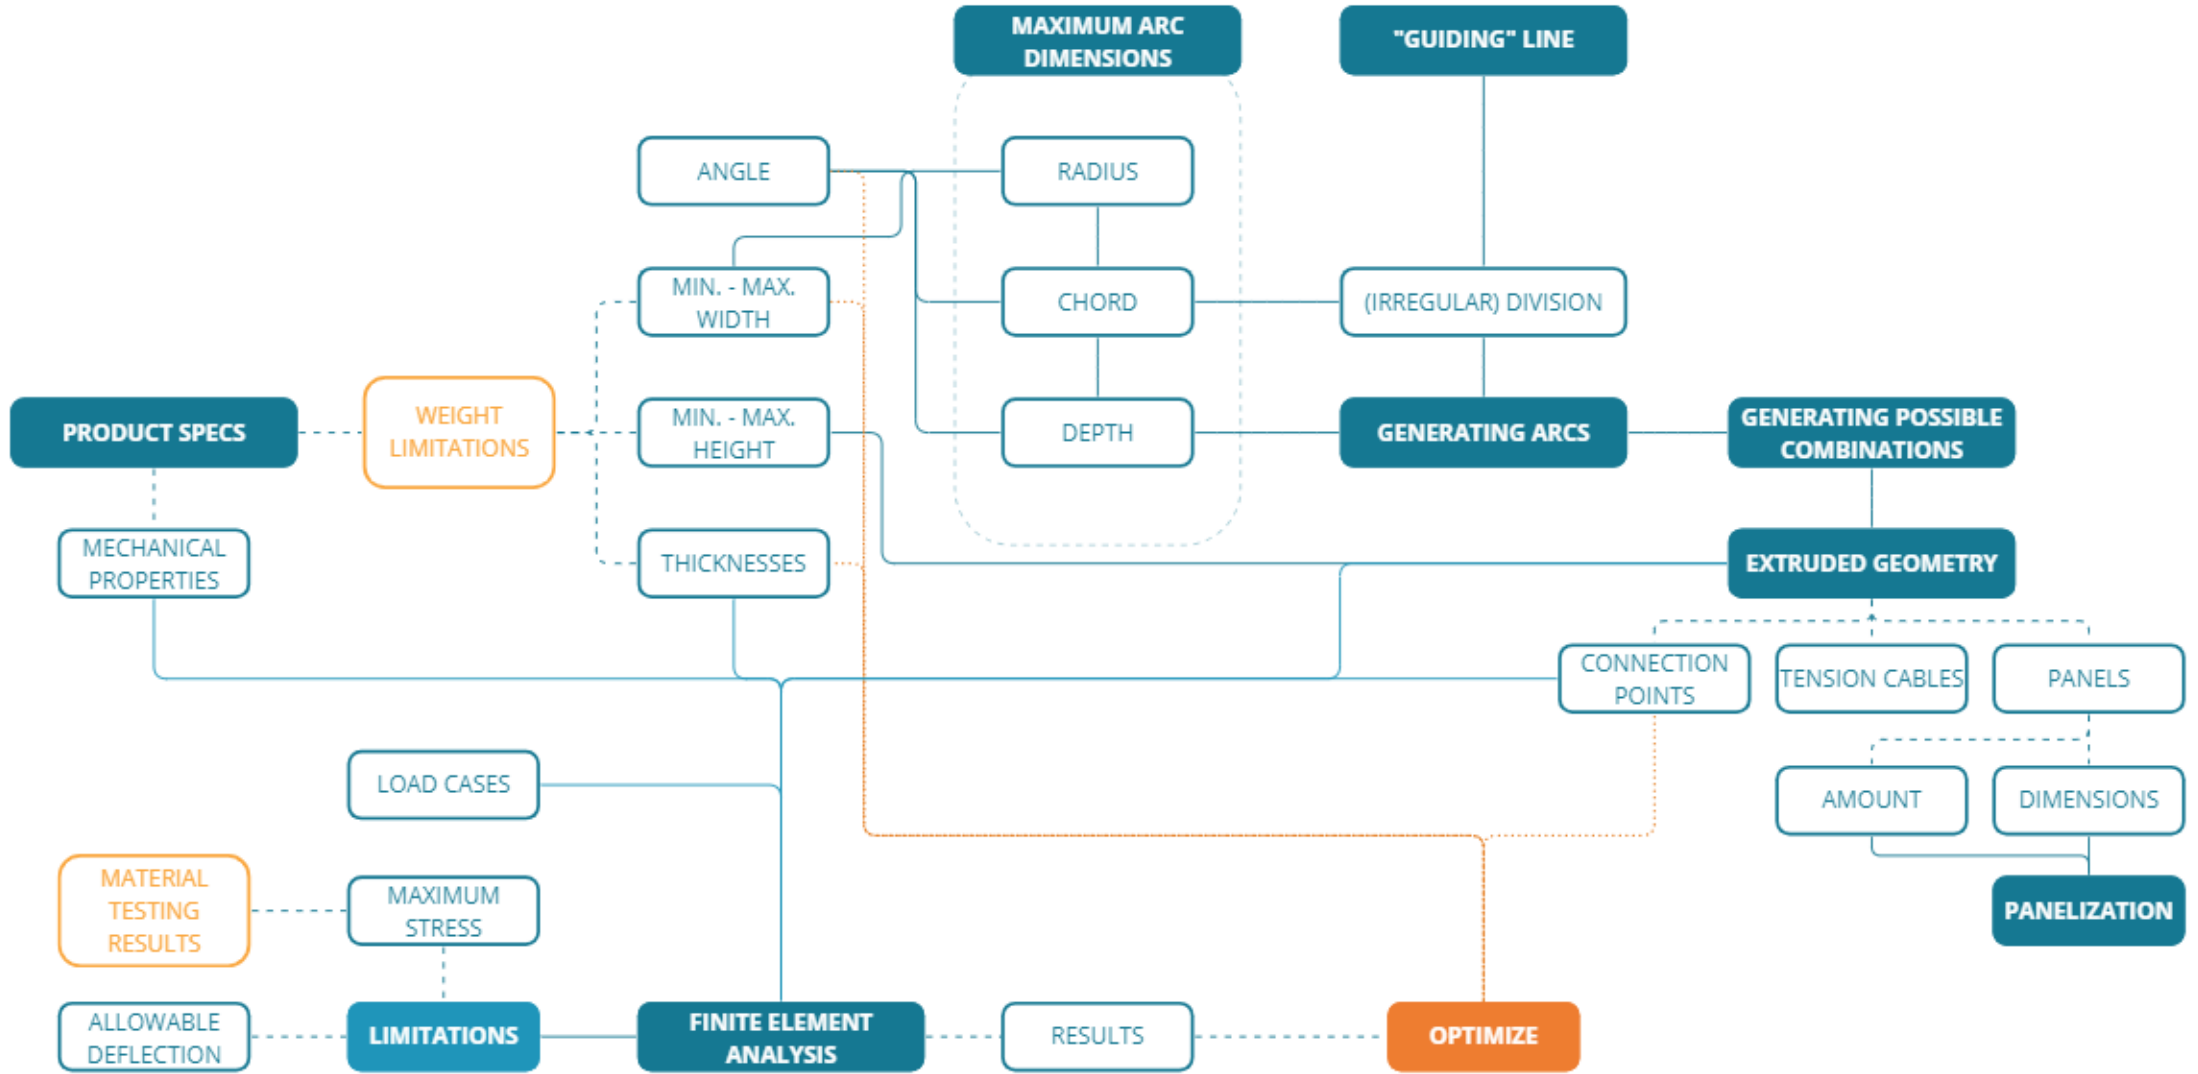 MAXIMUM ARC
DIMENSIONS
"GUIDING" LINE
ANGLE
RADIUS
MIN. - MAX.
WIDTH
CHORD
(IRREGULAR) DIVISION
PRODUCT SPECS
WEIGHT
LIMITATIONS
MIN. - MAX.
HEIGHT
DEPTH
GENERATING ARCS
GENERATING POSSIBLE
COMBINATIONS
MECHANICAL
PROPERTIES
THICKNESSES
EXTRUDED GEOMETRY
CONNECTION
POINTS
TENSION CABLES
PANELS
LOAD CASES
AMOUNT
DIMENSIONS
MATERIAL
TESTING
RESULTS
MAXIMUM
STRESS
PANELIZATION
ALLOWABLE
DEFLECTION
LIMITATIONS
FINITE ELEMENT
ANALYSIS
RESULTS
OPTIMIZE